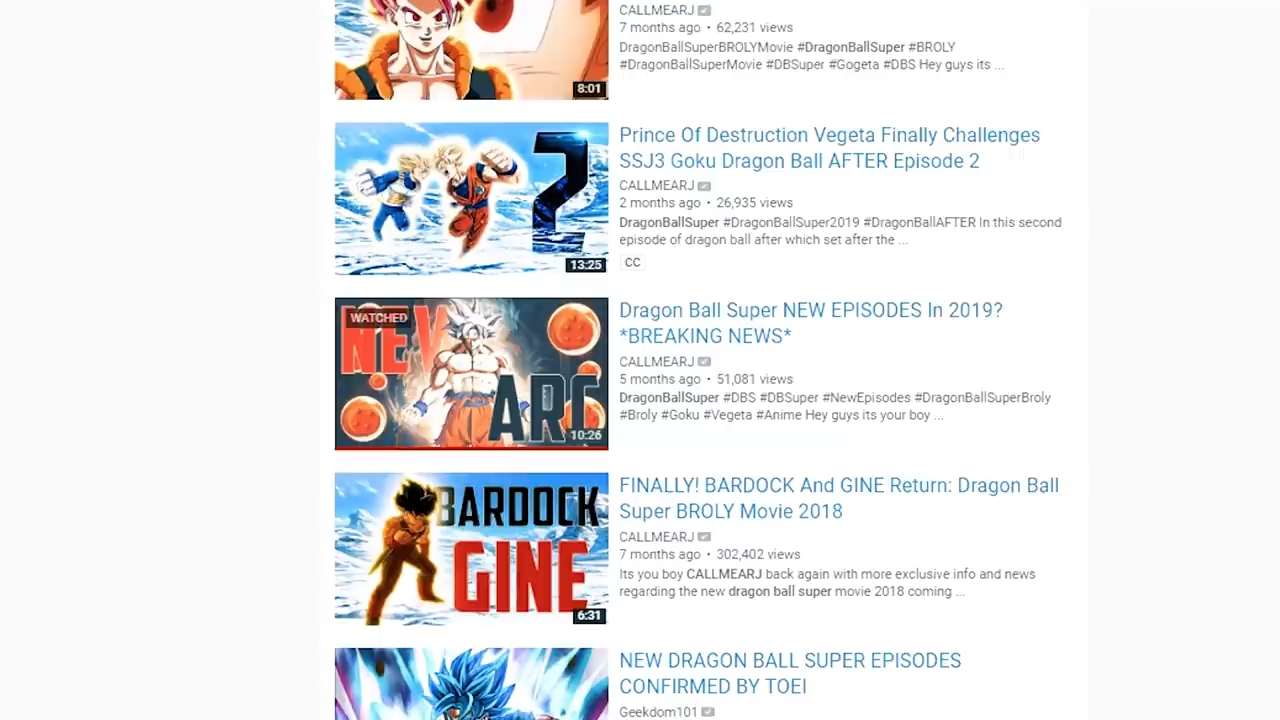 CALLMEARJ
7 months ago • 62,231 views
DragonBallSuperBROLYMovie #DragonBallSuper #BROLY
#DragonBallSuperMovie #DBSuper #Gogeta #DBS Hey guys its ...
8:01
Prince Of Destruction Vegeta Finally Challenges
SSJ3 Goku Dragon Ball AFTER Episode 2
CALLMEARJ
2 months ago • 26,935 views
DragonBallSuper #DragonBallSuper2019 #DragonBallAFTER In this second
episode of dragon ball after which set after the ...
CC
2
13:25
Dragon Ball Super NEW EPISODES In 2019?
*BREAKING NEWS*
CALLMEARJ
5 months ago • 51,081 views
DragonBallSuper #DBS #DBSuper #NewEpisodes #DragonBallSuperBroly
#Broly #Goku #Vegeta #Anime Hey guys its your boy ...
WATCHED
NEW
ARC
10:26
FINALLY! BARDOCK And GINE Return: Dragon Ball
Super BROLY Movie 2018
CALLMEARJ
7 months ago • 302,402 views
Its you boy CALLMEARJ back again with more exclusive info and news
regarding the new dragon ball super movie 2018 coming ...
BARDOCK
GINE
6:31
NEW DRAGON BALL SUPER EPISODES
CONFIRMED BY TOEI
Geekdom101